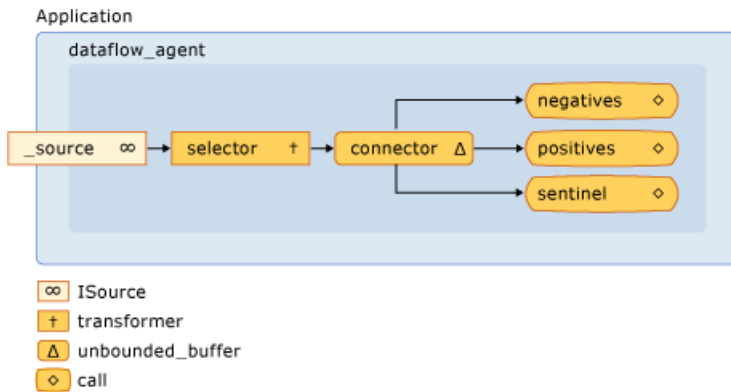 Application
dataflow_agent
_source ∞
selector †
connector Δ
negatives ◇
positives ◇
sentinel ◇
∞ ISource
† transformer
Δ unbounded_buffer
◇ call